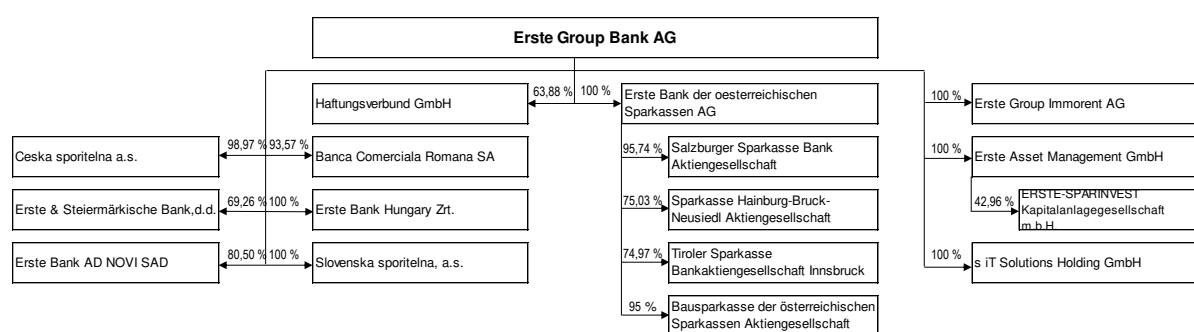 Erste Group Bank AG
Haftungsverbund GmbH
63,88 %
100 %
Erste Bank der oesterreichischen
Sparkassen AG
100 %
Erste Group Immorent AG
Ceska sporitelna a.s.
98,97 %
93,57 %
Banca Comerciala Romana SA
95,74 %
Salzburger Sparkasse Bank
Aktiengesellschaft
100 %
Erste Asset Management GmbH
Erste & Steiermärkische Bank,d.d.
69,26 %
100 %
Erste Bank Hungary Zrt.
75,03 %
Sparkasse Hainburg-Bruck-
Neusiedl Aktiengesellschaft
42,96 %
ERSTE-SPARINVEST
Kapitalanlagegesellschaft
m.b.H.
Erste Bank AD NOVI SAD
80,50 %
100 %
Slovenska sporitelna, a.s.
74,97 %
Tiroler Sparkasse
Bankaktiengesellschaft Innsbruck
100 %
s iT Solutions Holding GmbH
95 %
Bausparkasse der österreichischen
Sparkassen Aktiengesellschaft